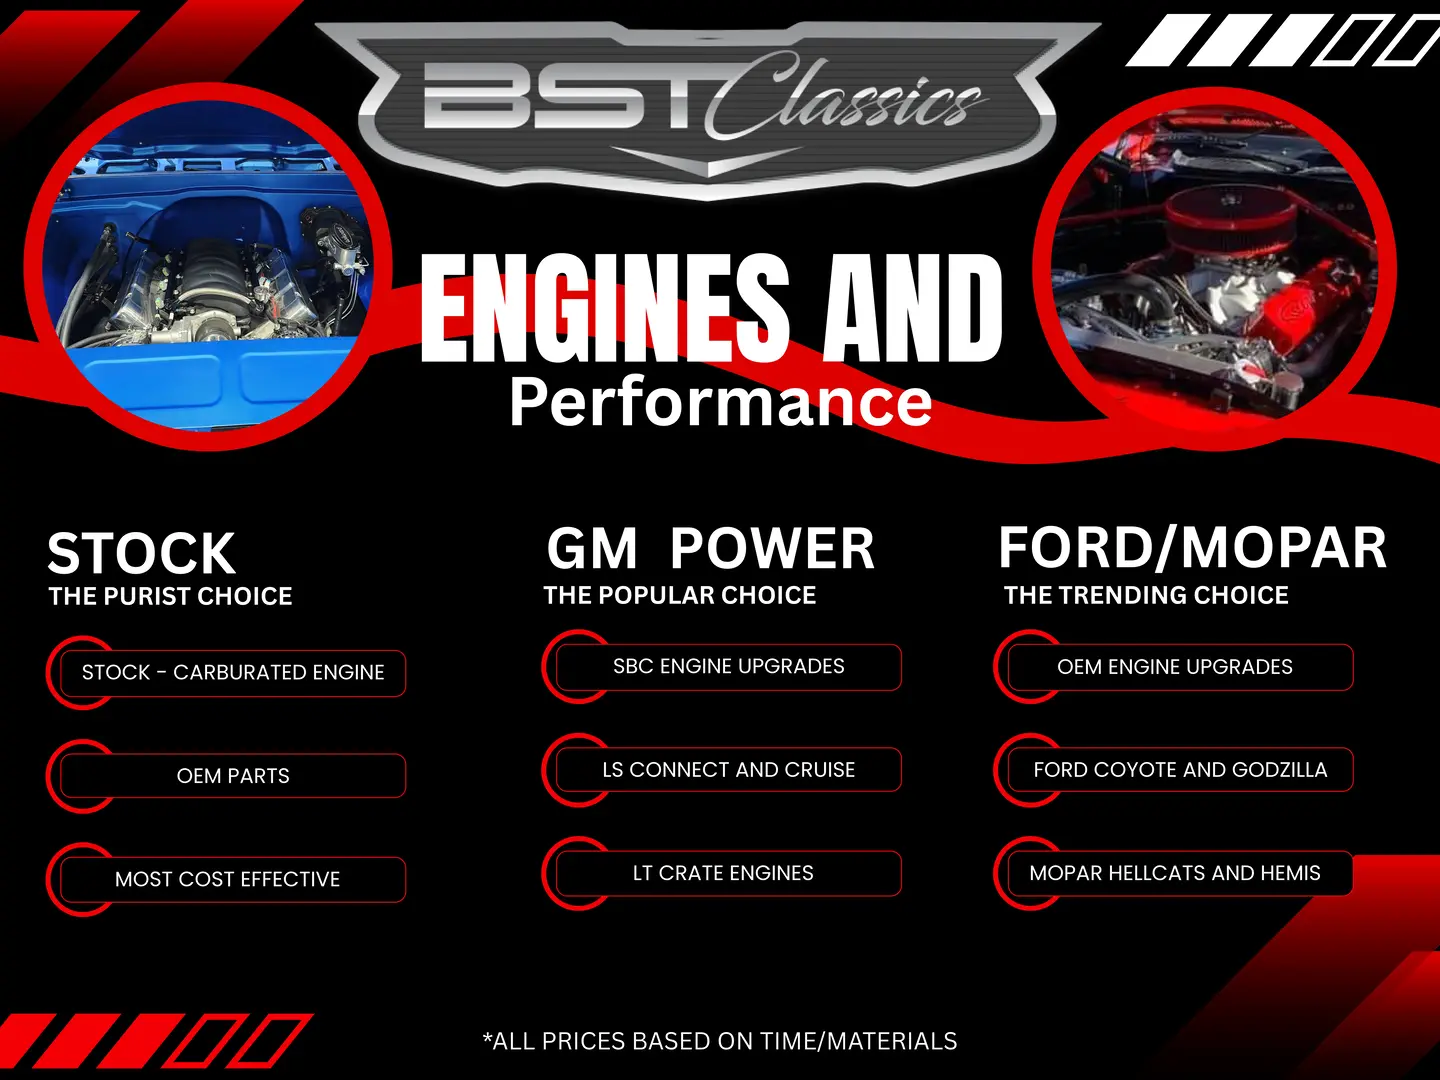 BST Classics
ENGINES AND
Performance
STOCK
THE PURIST CHOICE
STOCK - CARBURATED ENGINE
OEM PARTS
MOST COST EFFECTIVE
GM POWER
THE POPULAR CHOICE
SBC ENGINE UPGRADES
LS CONNECT AND CRUISE
LT CRATE ENGINES
FORD/MOPAR
THE TRENDING CHOICE
OEM ENGINE UPGRADES
FORD COYOTE AND GODZILLA
MOPAR HELLCATS AND HEMIS
*ALL PRICES BASED ON TIME/MATERIALS